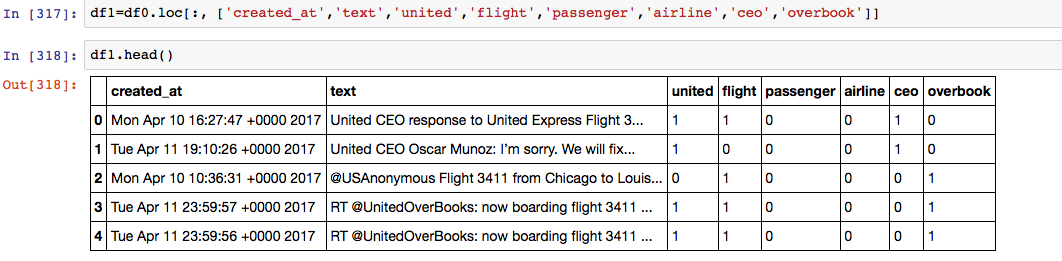 In [317]: df1=df0.loc[:, ['created_at','text','united','flight','passenger','airline','ceo','overbook']]
In [318]: df1.head()
Out[318]:
created_at text united flight passenger airline ceo overbook
0 Mon Apr 10 16:27:47 +0000 2017 United CEO response to United Express Flight 3... 1 1 0 0 1 0
1 Tue Apr 11 19:10:26 +0000 2017 United CEO Oscar Munoz: I’m sorry. We will fix... 1 0 0 0 1 0
2 Mon Apr 10 10:36:31 +0000 2017 @USAnonymous Flight 3411 from Chicago to Louis... 0 1 0 0 0 1
3 Tue Apr 11 23:59:57 +0000 2017 RT @UnitedOverBooks: now boarding flight 3411 ... 1 1 0 0 0 1
4 Tue Apr 11 23:59:56 +0000 2017 RT @UnitedOverBooks: now boarding flight 3411 ... 1 1 0 0 0 1